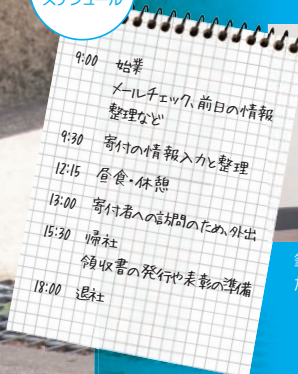 スケジュール
9:00 始業
メールチェック、前日の情報
整理など
9:30 寄付の情報入力と整理
12:15 昼食・休憩
13:00 寄付者への訪問のため、外出
15:30 帰社
領収書の発行や表彰の準備
18:00 退社